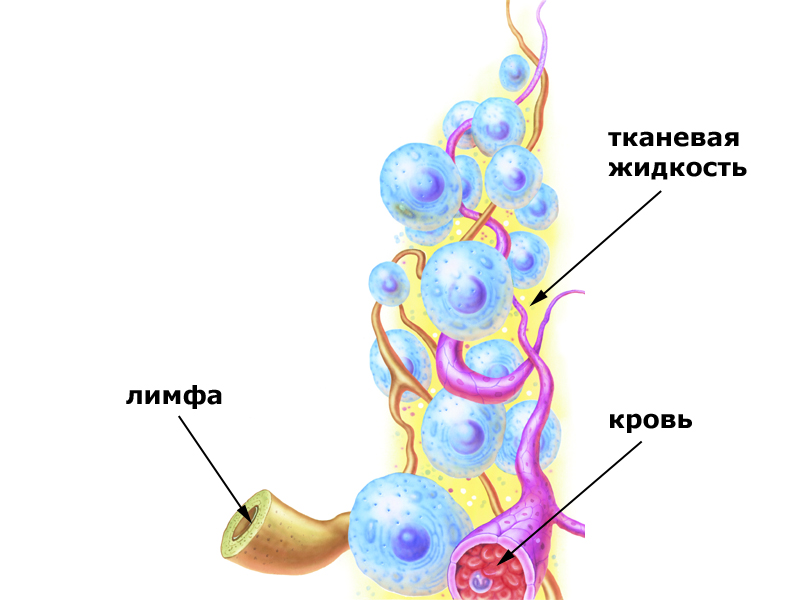 тканевая
жидкость
лимфа
кровь